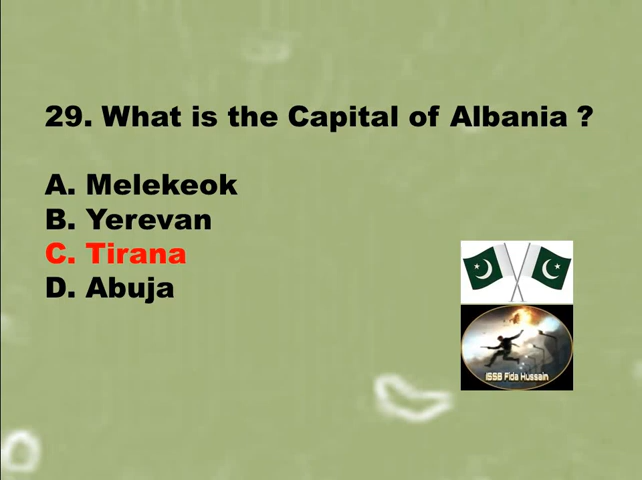 29. What is the Capital of Albania ?
A. Melekeok
B. Yerevan
C. Tirana
D. Abuja
ISSB Fida Hussain